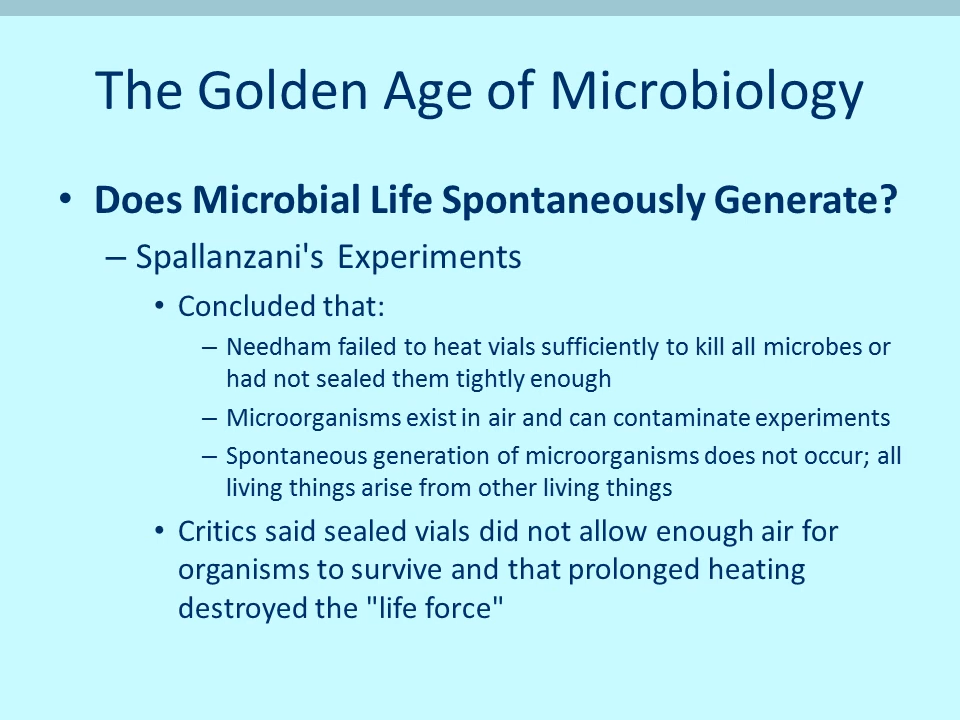 The Golden Age of Microbiology
• Does Microbial Life Spontaneously Generate?
– Spallanzani's Experiments
• Concluded that:
– Needham failed to heat vials sufficiently to kill all microbes or
had not sealed them tightly enough
– Microorganisms exist in air and can contaminate experiments
– Spontaneous generation of microorganisms does not occur; all
living things arise from other living things
• Critics said sealed vials did not allow enough air for
organisms to survive and that prolonged heating
destroyed the "life force"